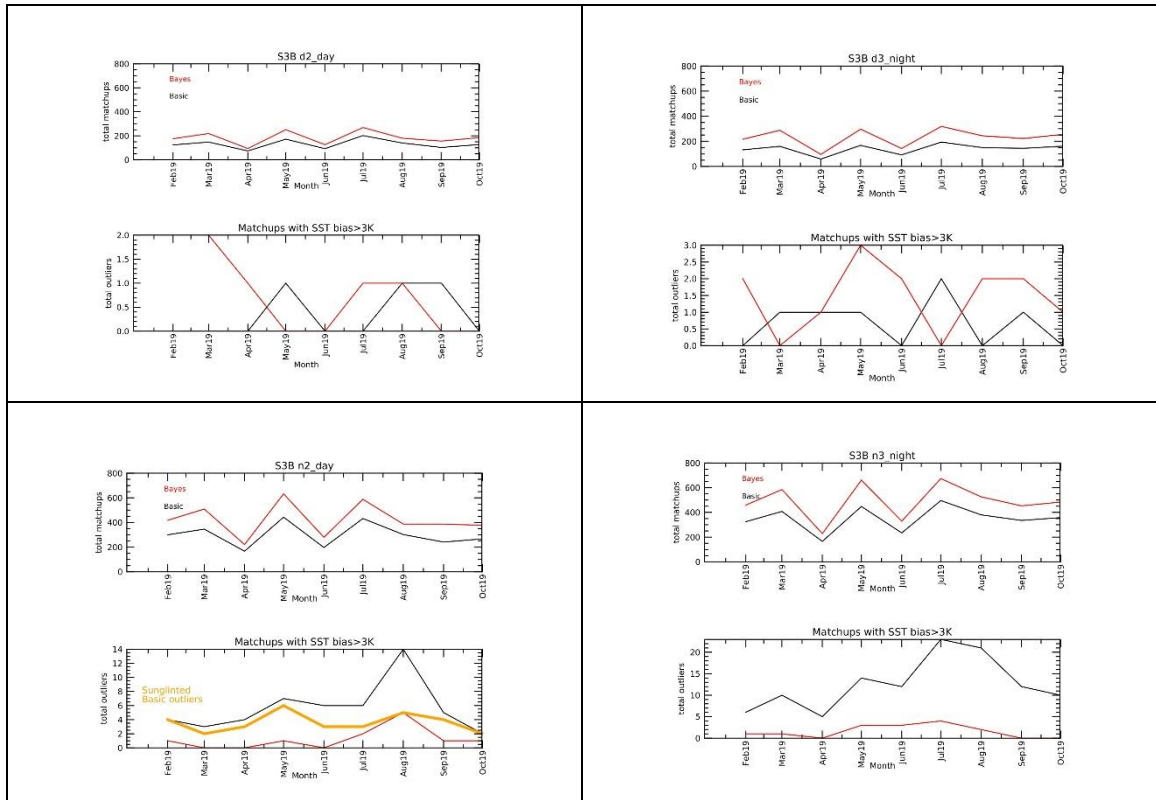 S3B d2_day
800
600
400
200
0
total matchups
Bayes
Basic
Feb19
Mar19
Apr19
May19
Jun19
Jul19
Aug19
Sep19
Oct19
Month
Matchups with SST bias>3K
2.0
1.5
1.0
0.5
0.0
total outliers
Feb19
Mar19
Apr19
May19
Jun19
Jul19
Aug19
Sep19
Oct19
Month
S3B d3_night
800
600
400
200
0
total matchups
Bayes
Basic
Feb19
Mar19
Apr19
May19
Jun19
Jul19
Aug19
Sep19
Oct19
Month
Matchups with SST bias>3K
3.0
2.5
2.0
1.5
1.0
0.5
0.0
total outliers
Feb19
Mar19
Apr19
May19
Jun19
Jul19
Aug19
Sep19
Oct19
Month
S3B n2_day
800
600
400
200
0
total matchups
Bayes
Basic
Feb19
Mar19
Apr19
May19
Jun19
Jul19
Aug19
Sep19
Oct19
Month
Matchups with SST bias>3K
14
12
10
8
6
4
2
0
total outliers
Sunglinted
Basic outliers
Feb19
Mar19
Apr19
May19
Jun19
Jul19
Aug19
Sep19
Oct19
Month
S3B n3_night
800
600
400
200
0
total matchups
Bayes
Basic
Feb19
Mar19
Apr19
May19
Jun19
Jul19
Aug19
Sep19
Oct19
Month
Matchups with SST bias>3K
20
15
10
5
0
total outliers
Feb19
Mar19
Apr19
May19
Jun19
Jul19
Aug19
Sep19
Oct19
Month